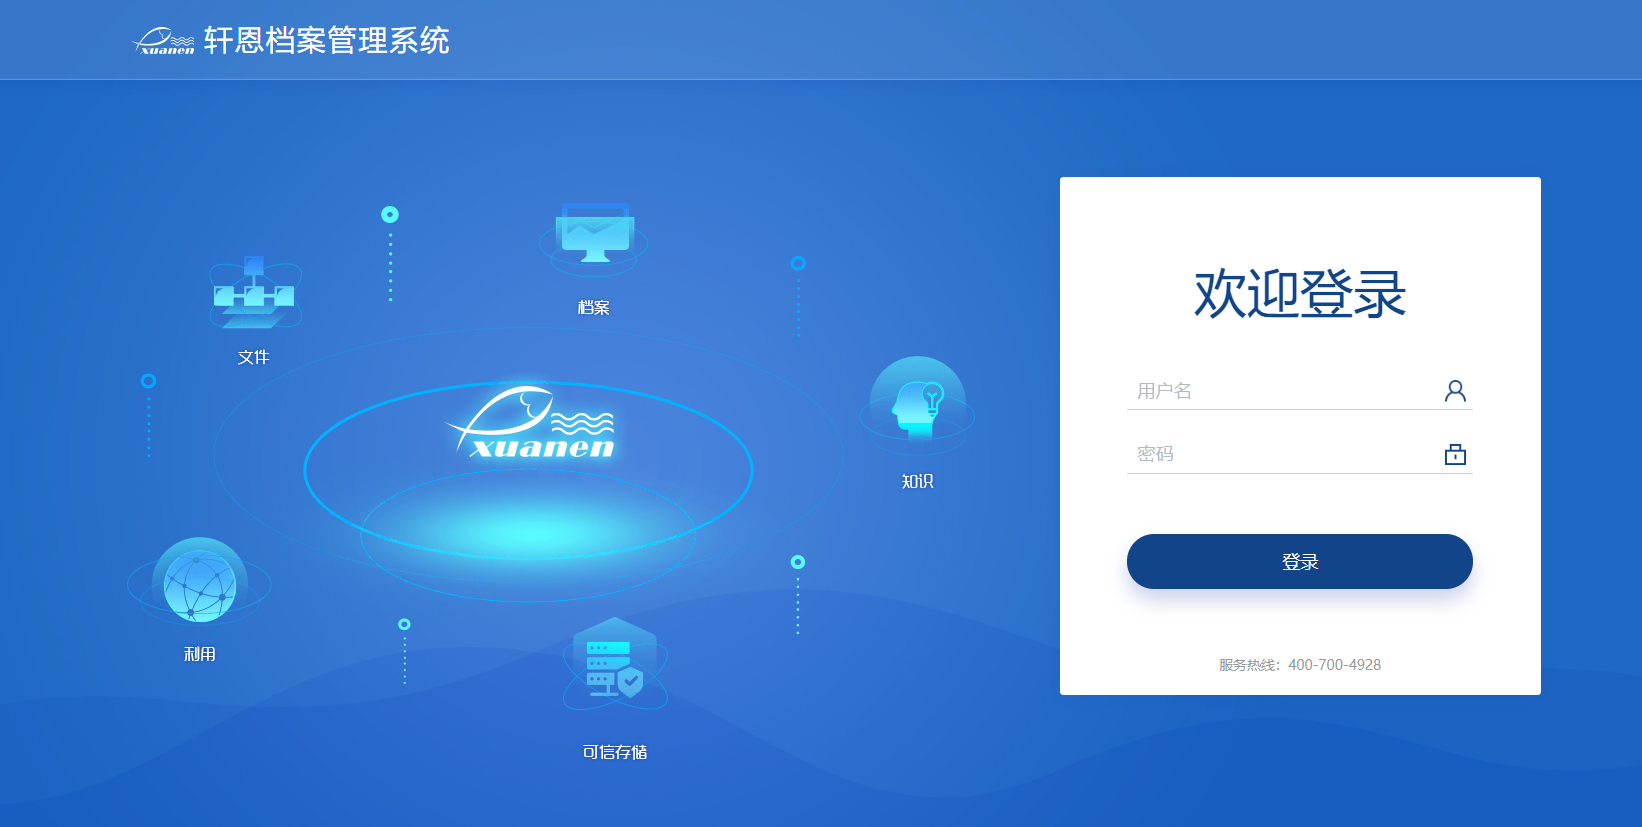 xuanen 轩恩档案管理系统
档案
文件
xuanen
知识
利用
可信存储
欢迎登录
用户名
密码
登录
服务热线：400-700-4928